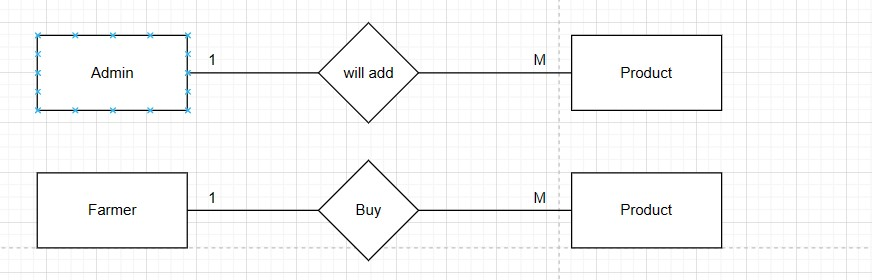 Admin 1 will add M Product
Farmer 1 Buy M Product